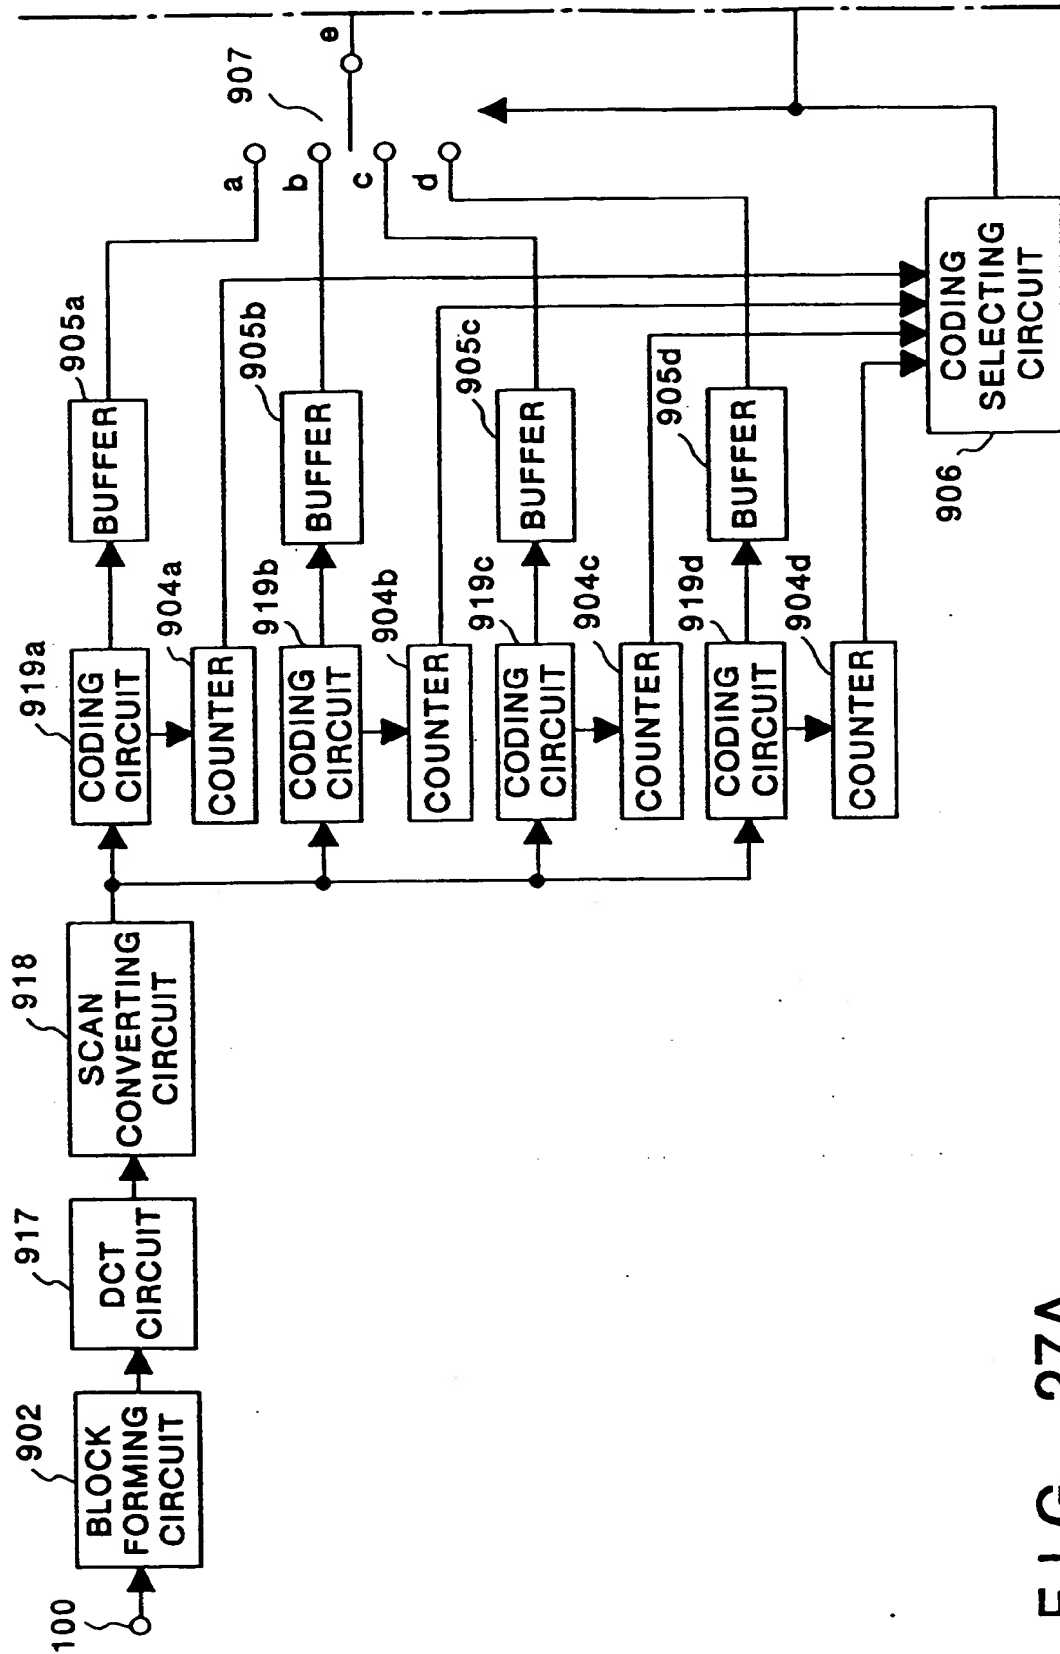 100
902
BLOCK
FORMING
CIRCUIT
917
DCT
CIRCUIT
918
SCAN
CONVERTING
CIRCUIT
919a
CODING
CIRCUIT
905a
BUFFER
904a
COUNTER
919b
CODING
CIRCUIT
905b
BUFFER
904b
COUNTER
919c
CODING
CIRCUIT
905c
BUFFER
904c
COUNTER
919d
CODING
CIRCUIT
905d
BUFFER
904d
COUNTER
907
a
b
c
d
e
906
CODING
SELECTING
CIRCUIT
FIG. 27A